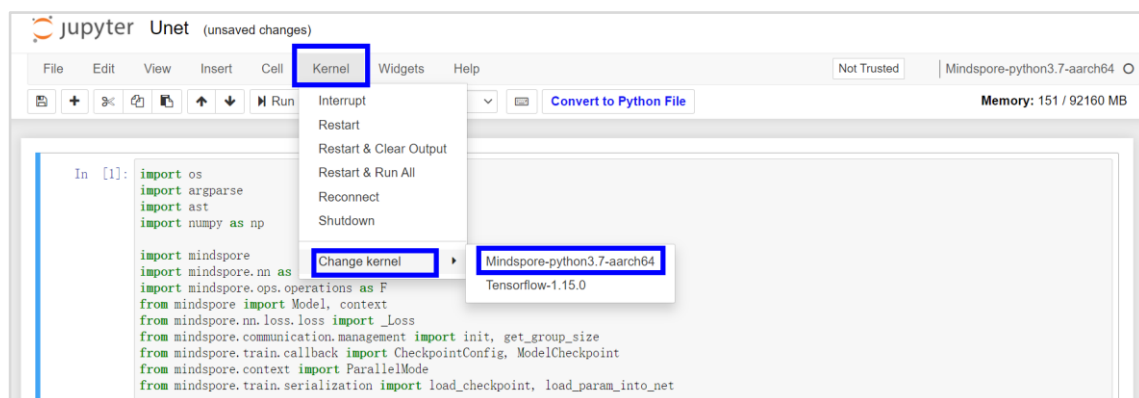 jupyter Unet (unsaved changes)
File Edit View Insert Cell Kernel Widgets Help Not Trusted Mindspore-python3.7-aarch64
Run Convert to Python File Memory: 151 / 92160 MB
Interrupt
Restart
Restart & Clear Output
Restart & Run All
Reconnect
Shutdown
Change kernel
Mindspore-python3.7-aarch64
Tensorflow-1.15.0
In [1]: import os
import argparse
import ast
import numpy as np
import mindspore
import mindspore.nn as
import mindspore.ops.operations as F
from mindspore import Model, context
from mindspore.nn.loss.loss import _Loss
from mindspore.communication.management import init, get_group_size
from mindspore.train.callback import CheckpointConfig, ModelCheckpoint
from mindspore.context import ParallelMode
from mindspore.train.serialization import load_checkpoint, load_param_into_net